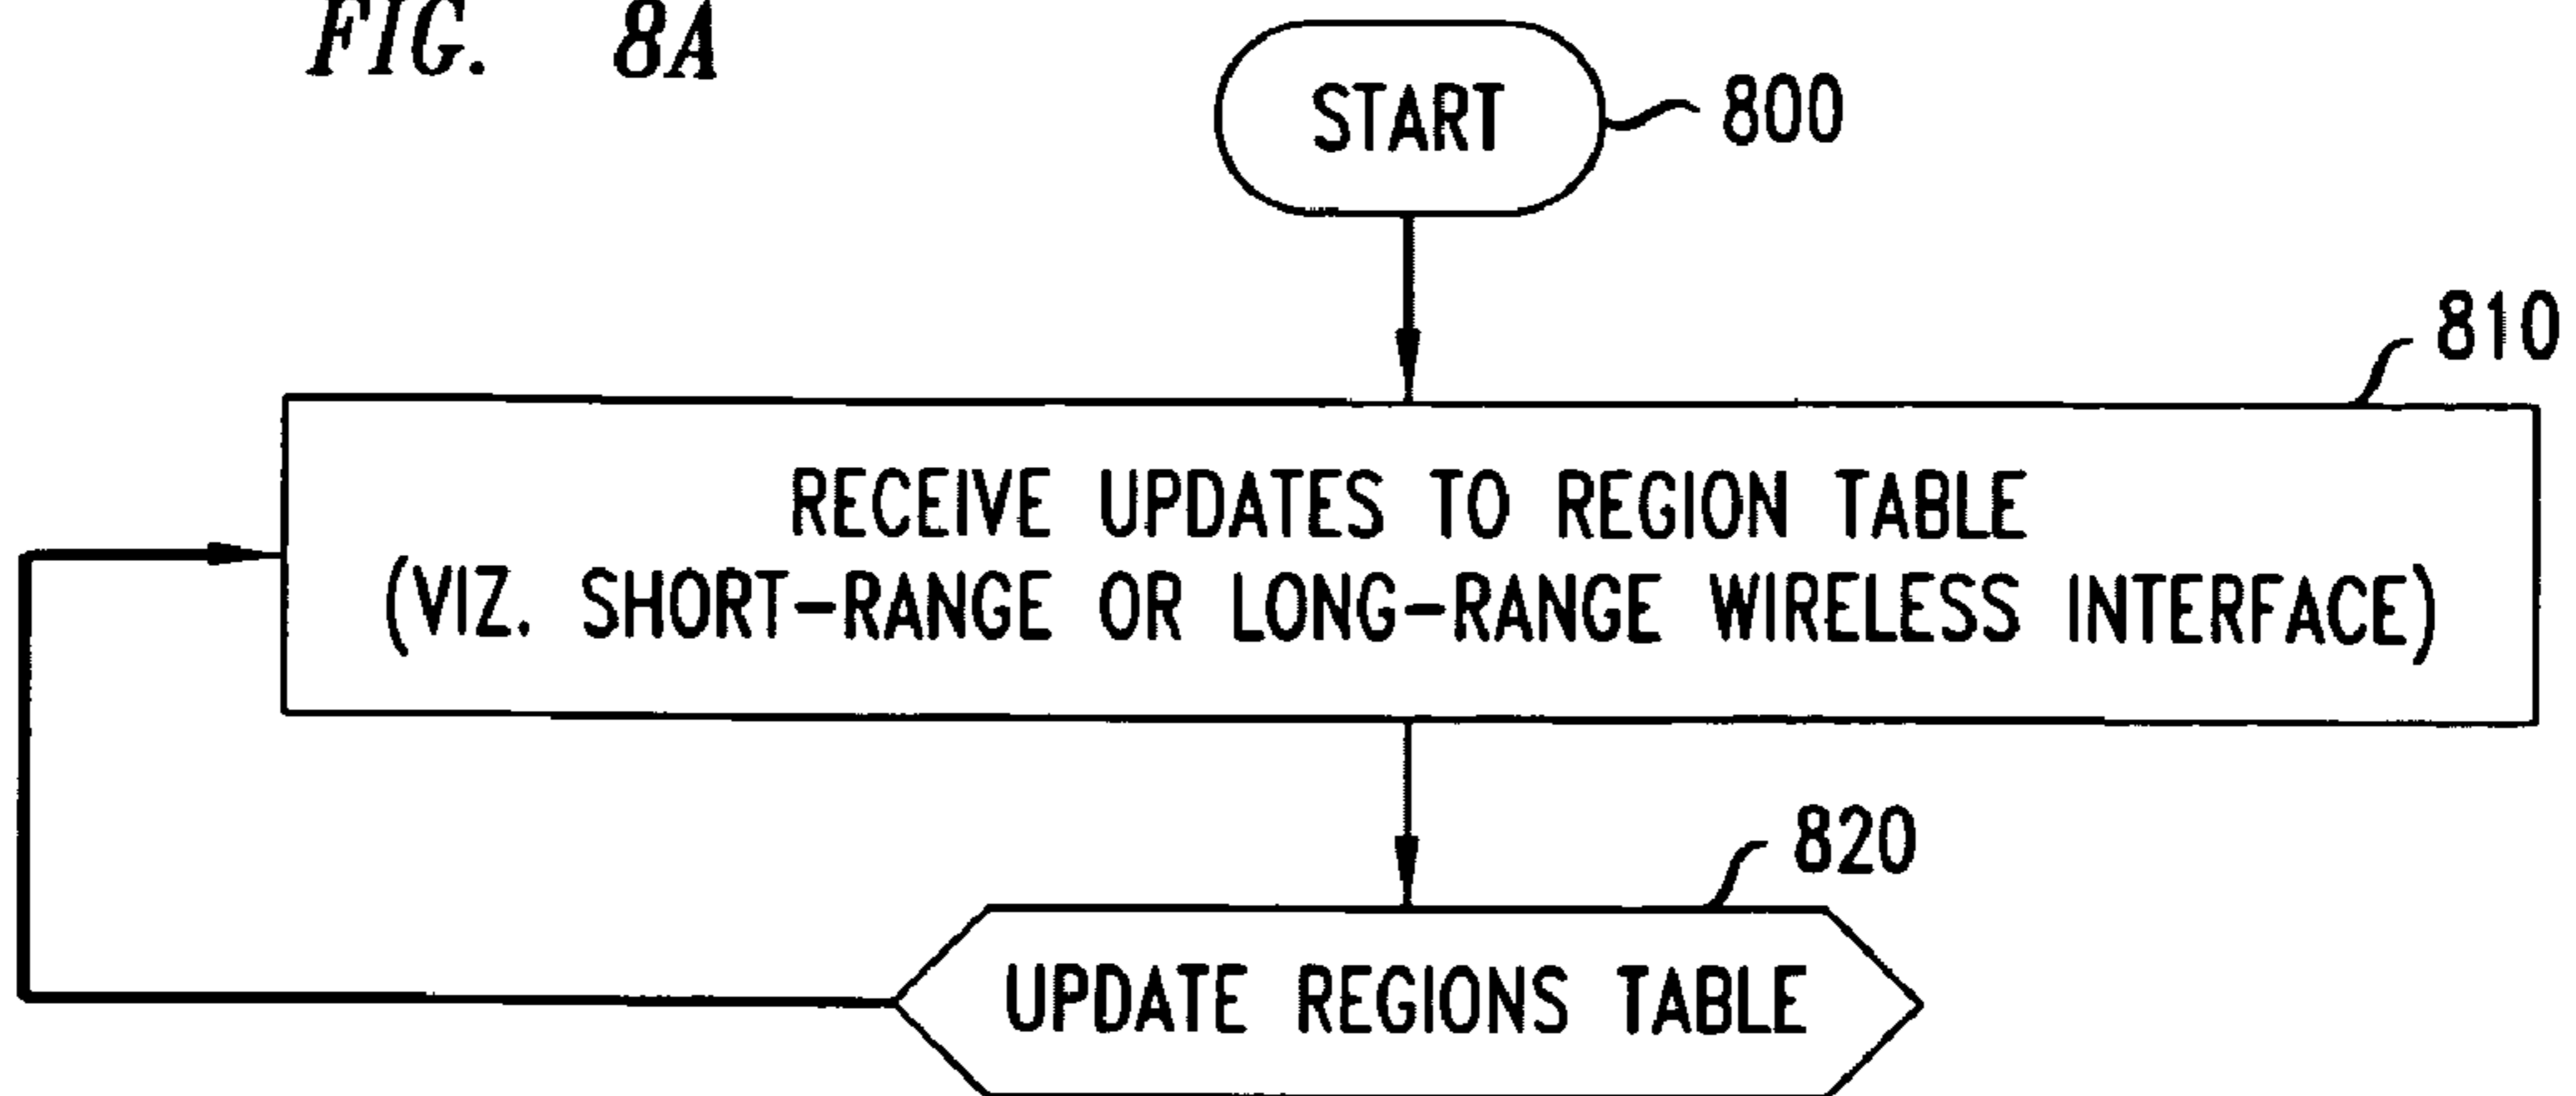 FIG. 8A
START
800
810
RECEIVE UPDATES TO REGION TABLE
(VIZ. SHORT-RANGE OR LONG-RANGE WIRELESS INTERFACE)
820
UPDATE REGIONS TABLE